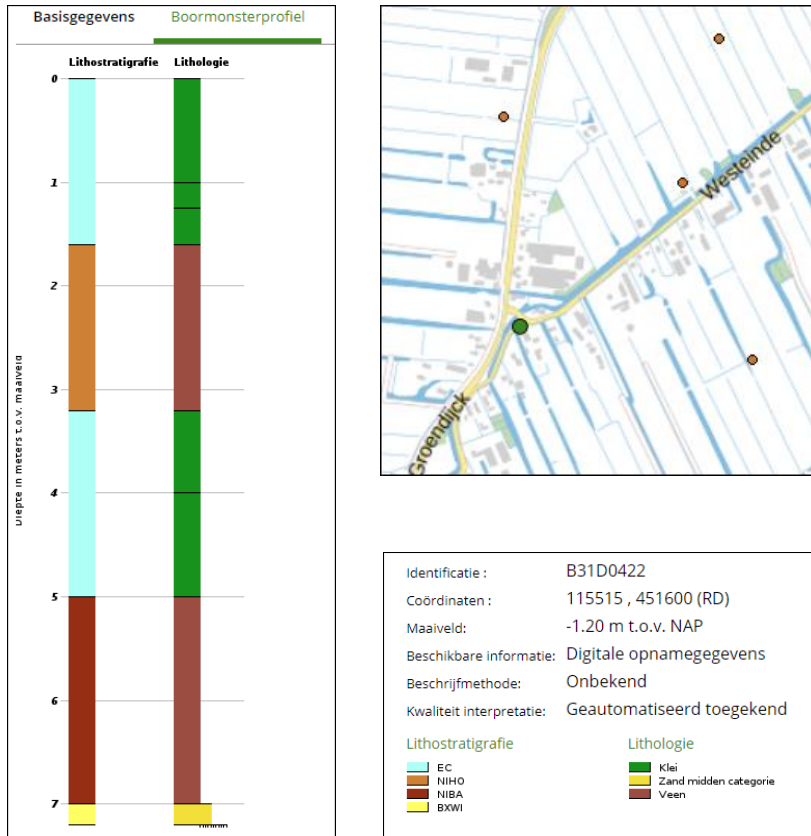 Basisgegevens Boormonsterprofiel
Lithostratigrafie Lithologie
0
1
2
3
4
5
6
7
Diepte in meters t.o.v. maaiveld
Westeinde
Groendijck
Identificatie : B31D0422
Coördinaten : 115515 , 451600 (RD)
Maaiveld: -1.20 m t.o.v. NAP
Beschikbare informatie: Digitale opnamegegevens
Beschrijfmethode: Onbekend
Kwaliteit interpretatie: Geautomatiseerd toegekend
Lithostratigrafie Lithologie
EC Klei
NIHO Zand midden categorie
NIBA Veen
BXWI